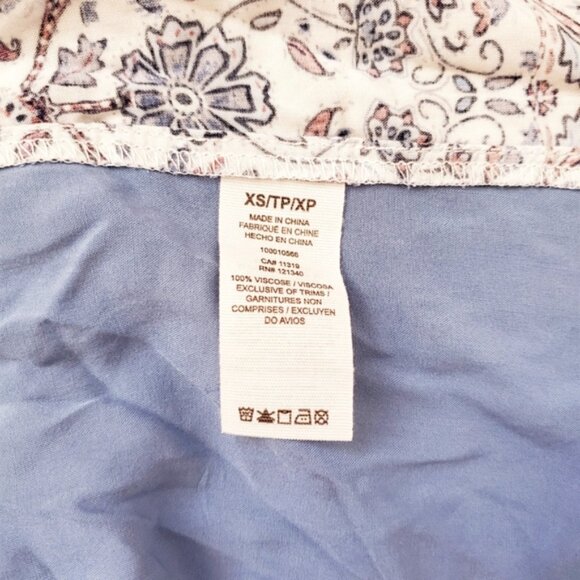 XS/TP/XP
MADE IN CHINA
FABRIQUÉ EN CHINE
HECHO EN CHINA
100010566
CA# 11319
RN# 121340
100% VISCOSE / VISCOSA
EXCLUSIVE OF TRIMS /
GARNITURES NON
COMPRISES / EXCLUYEN
DO AVIOS